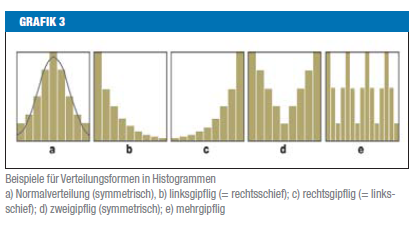 GRAFIK 3
a b c d e
Beispiele für Verteilungsformen in Histogrammen
a) Normalverteilung (symmetrisch), b) linksgipflig (= rechtsschief); c) rechtsgipflig (= links-
schief); d) zweigipflig (symmetrisch); e) mehrgipflig